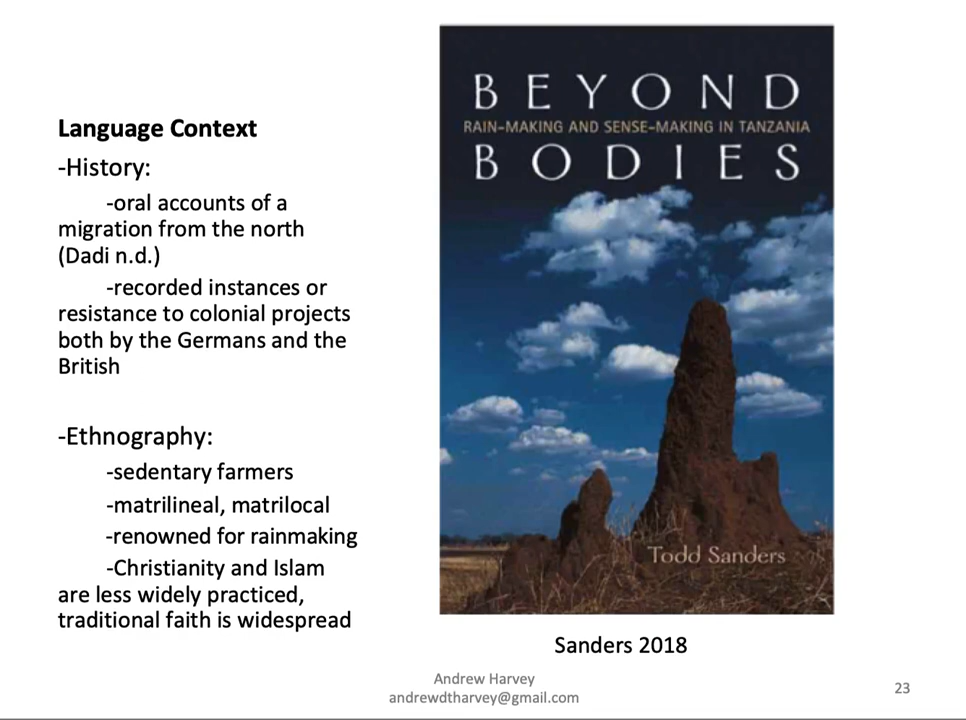 Language Context
-History:
-oral accounts of a
migration from the north
(Dadi n.d.)
-recorded instances or
resistance to colonial projects
both by the Germans and the
British
-Ethnography:
-sedentary farmers
-matrilineal, matrilocal
-renowned for rainmaking
-Christianity and Islam
are less widely practiced,
traditional faith is widespread
BEYOND
RAIN-MAKING AND SENSE-MAKING IN TANZANIA
BODIES
Todd Sanders
Sanders 2018
Andrew Harvey
andrewdtharvey@gmail.com
23